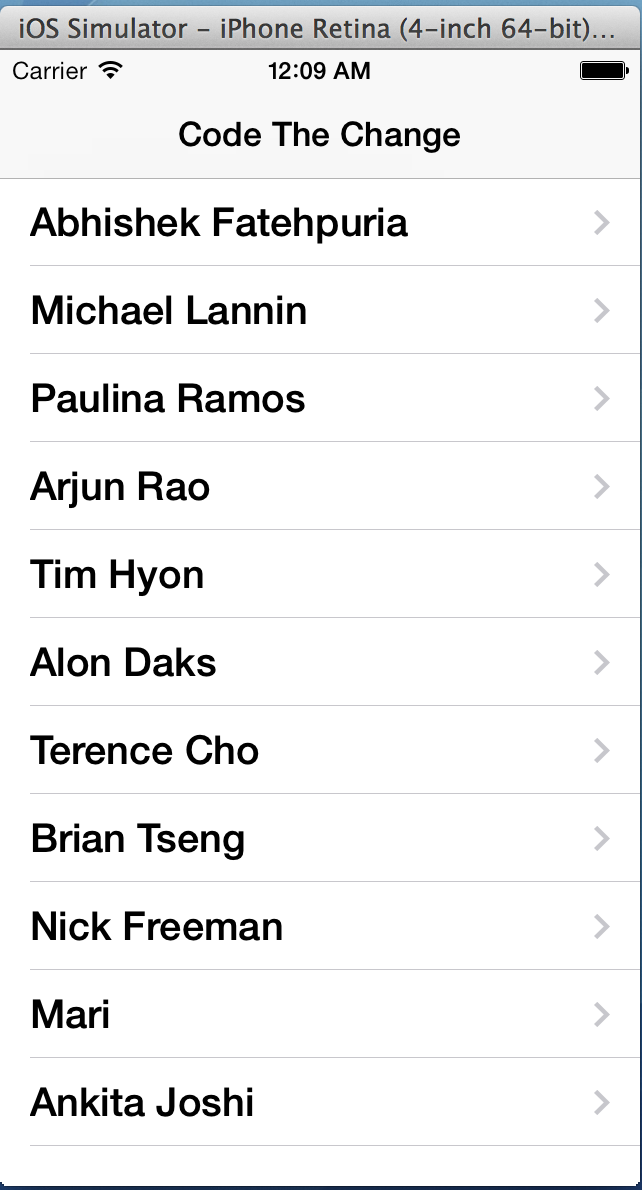 iOS Simulator – iPhone Retina (4-inch 64-bit)...
Carrier 12:09 AM
Code The Change
Abhishek Fatehpuria
Michael Lannin
Paulina Ramos
Arjun Rao
Tim Hyon
Alon Daks
Terence Cho
Brian Tseng
Nick Freeman
Mari
Ankita Joshi